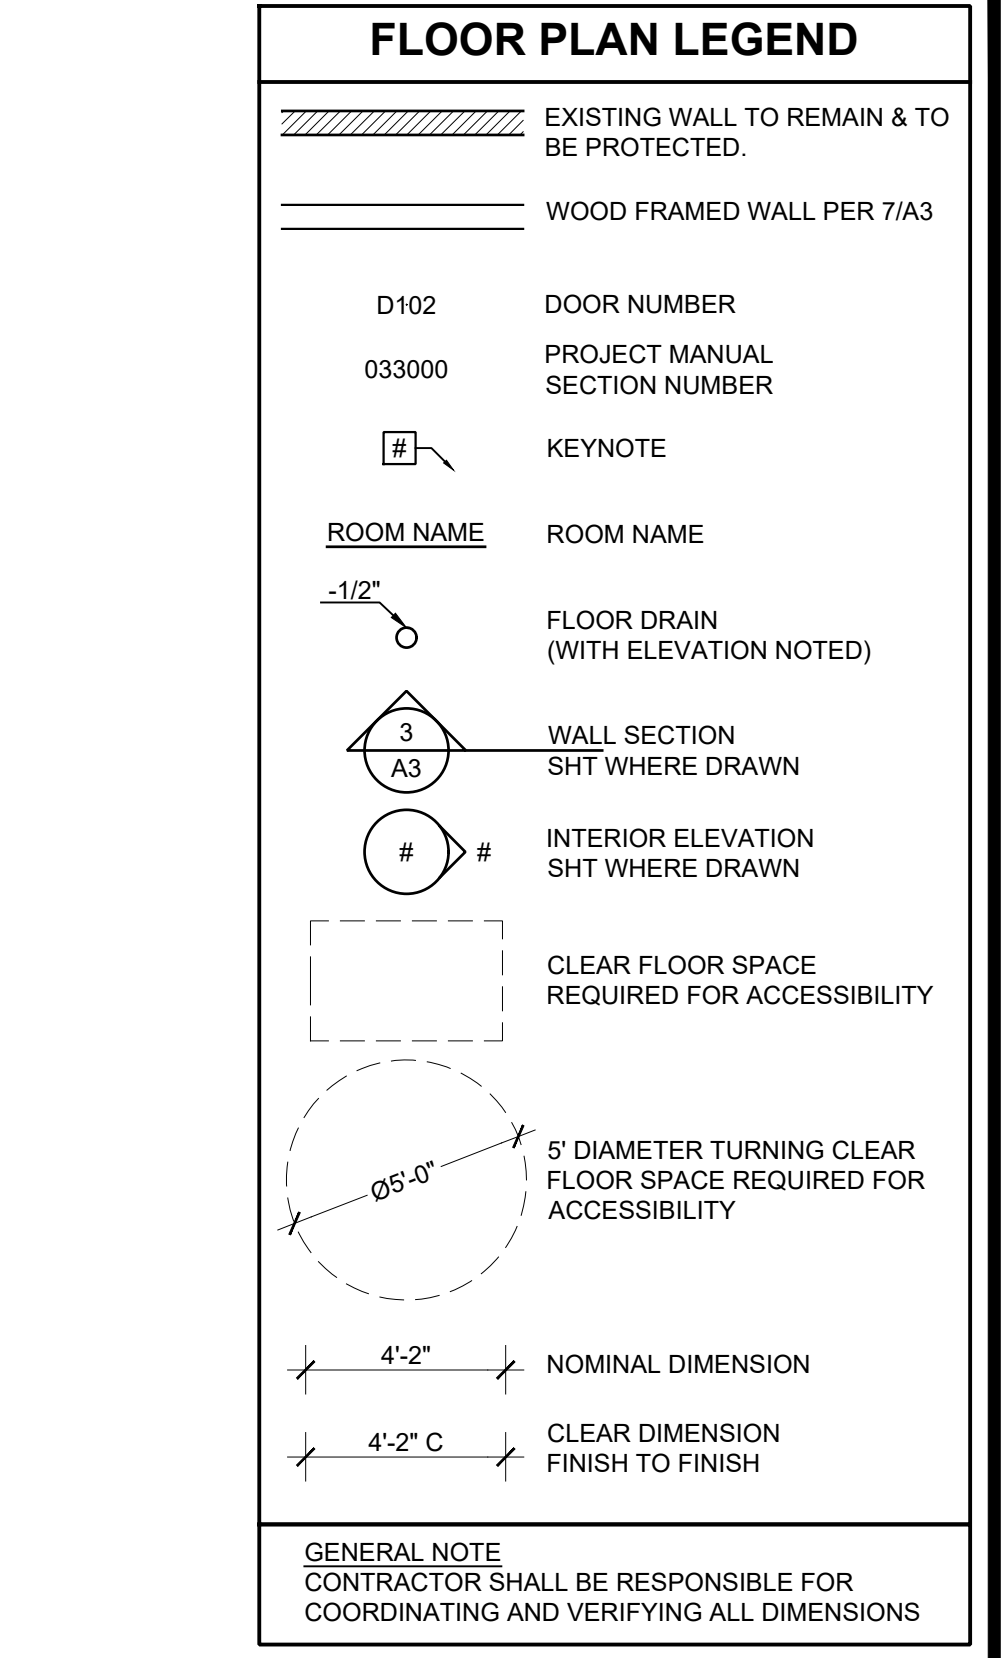 FLOOR PLAN LEGEND
EXISTING WALL TO REMAIN & TO
BE PROTECTED.
WOOD FRAMED WALL PER 7/A3
D102 DOOR NUMBER
033000 PROJECT MANUAL
SECTION NUMBER
# KEYNOTE
ROOM NAME ROOM NAME
-1/2"
FLOOR DRAIN
(WITH ELEVATION NOTED)
3 WALL SECTION
A3 SHT WHERE DRAWN
# # INTERIOR ELEVATION
SHT WHERE DRAWN
CLEAR FLOOR SPACE
REQUIRED FOR ACCESSIBILITY
Ø5'-0"
5' DIAMETER TURNING CLEAR
FLOOR SPACE REQUIRED FOR
ACCESSIBILITY
4'-2" NOMINAL DIMENSION
4'-2" C CLEAR DIMENSION
FINISH TO FINISH
GENERAL NOTE
CONTRACTOR SHALL BE RESPONSIBLE FOR
COORDINATING AND VERIFYING ALL DIMENSIONS